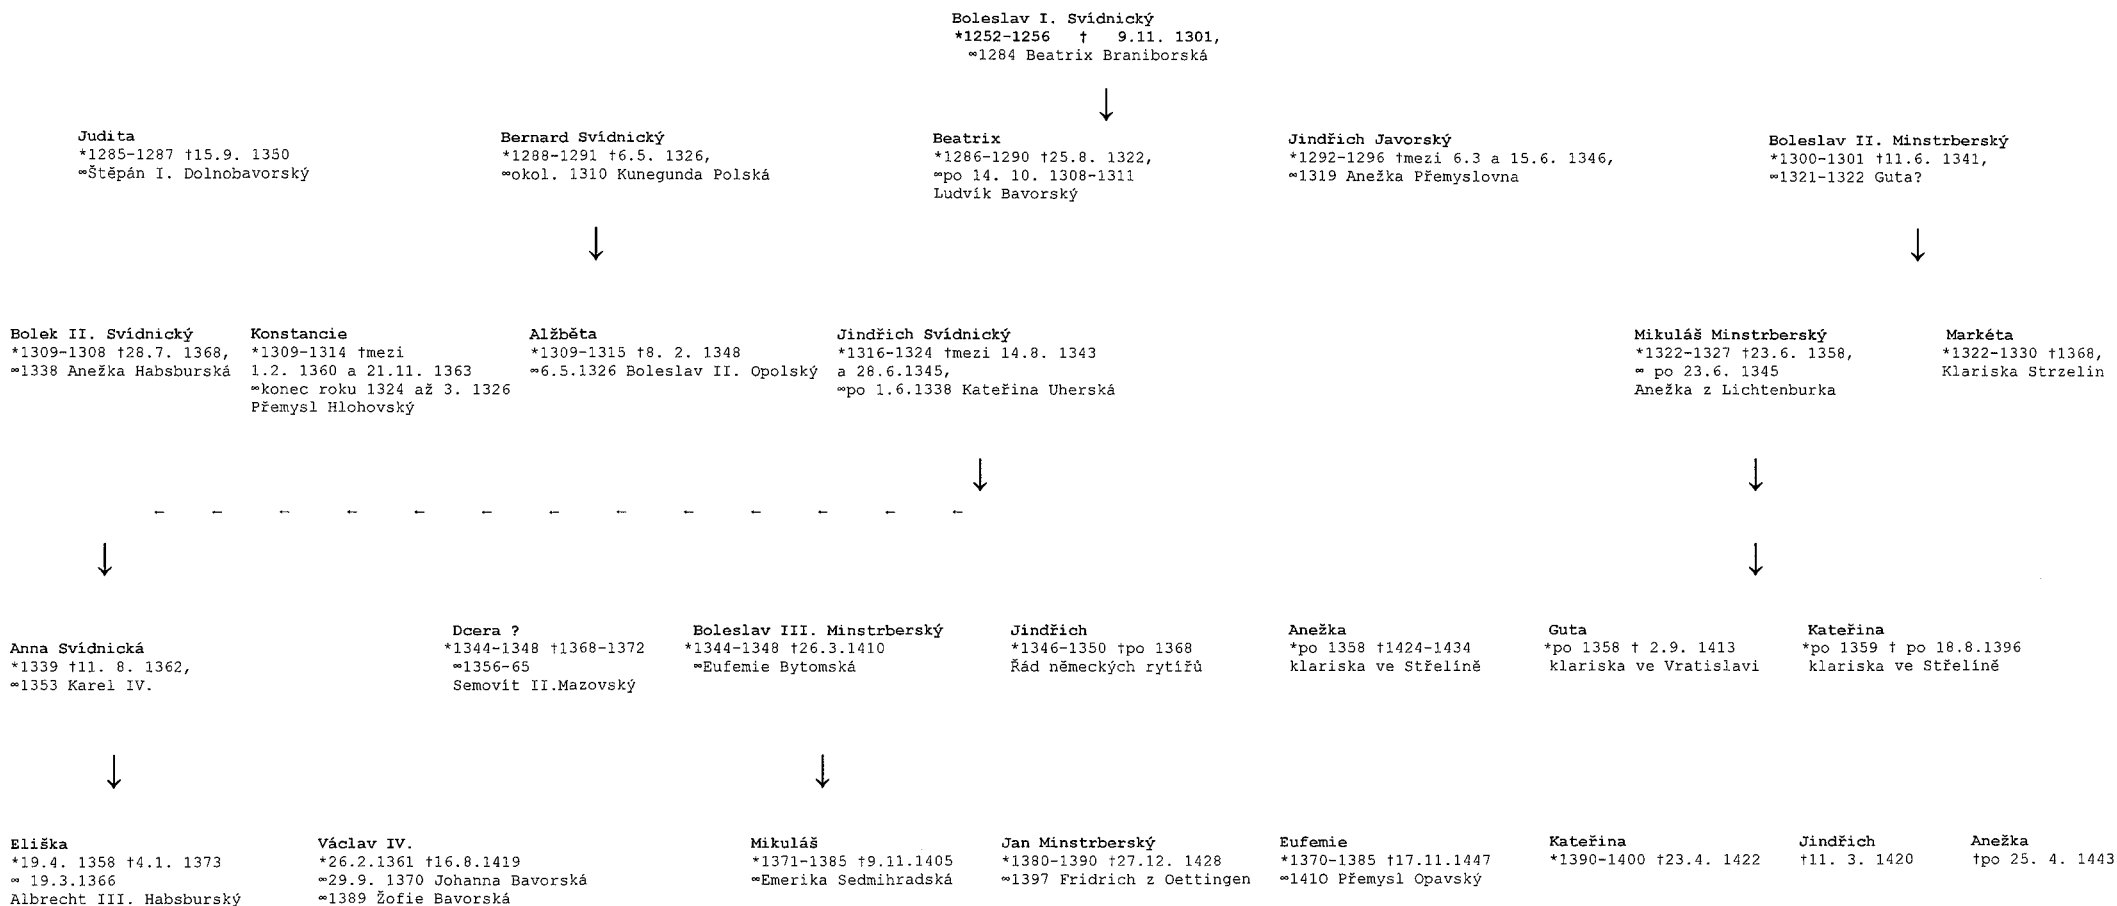 Boleslav I. Svídnický
*1252-1256 † 9.11. 1301,
∞1284 Beatrix Braniborská
↓
Judita
*1285-1287 †15.9. 1350
∞Štěpán I. Dolnobavorský
Bernard Svídnický
*1288-1291 †6.5. 1326,
∞okol. 1310 Kunegunda Polská
Beatrix
*1286-1290 †25.8. 1322,
∞po 14. 10. 1308-1311
Ludvík Bavorský
Jindřich Javorský
*1292-1296 †mezi 6.3 a 15.6. 1346,
∞1319 Anežka Přemyslovna
Boleslav II. Minstrberský
*1300-1301 †11.6. 1341,
∞1321-1322 Guta?
↓ ↓
Bolek II. Svídnický
*1309-1308 †28.7. 1368,
∞1338 Anežka Habsburská
Konstancie
*1309-1314 †mezi
1.2. 1360 a 21.11. 1363
∞konec roku 1324 až 3. 1326
Přemysl Hlohovský
Alžběta
*1309-1315 †8. 2. 1348
∞6.5.1326 Boleslav II. Opolský
Jindřich Svídnický
*1316-1324 †mezi 14.8. 1343
a 28.6.1345,
∞po 1.6.1338 Kateřina Uherská
Mikuláš Minstrberský
*1322-1327 †23.6. 1358,
∞ po 23.6. 1345
Anežka z Lichtenburka
Markéta
*1322-1330 †1368,
Klariska Strzelin
↓ ↓
← ← ← ← ← ← ← ← ← ← ← ← ←
↓ ↓
Anna Svídnická
*1339 †11. 8. 1362,
∞1353 Karel IV.
Dcera ?
*1344-1348 †1368-1372
∞1356-65
Semovít II.Mazovský
Boleslav III. Minstrberský
*1344-1348 †26.3.1410
∞Eufemie Bytomská
Jindřich
*1346-1350 †po 1368
Řád německých rytířů
Anežka
*po 1358 †1424-1434
klariska ve Střelíně
Guta
*po 1358 † 2.9. 1413
klariska ve Vratislavi
Kateřina
*po 1359 † po 18.8.1396
klariska ve Střelíně
↓ ↓
Eliška
*19.4. 1358 †4.1. 1373
∞ 19.3.1366
Albrecht III. Habsburský
Václav IV.
*26.2.1361 †16.8.1419
∞29.9. 1370 Johanna Bavorská
∞1389 Žofie Bavorská
Mikuláš
*1371-1385 †9.11.1405
∞Emerika Sedmihradská
Jan Minstrberský
*1380-1390 †27.12. 1428
∞1397 Fridrich z Oettingen
Eufemie
*1370-1385 †17.11.1447
∞1410 Přemysl Opavský
Kateřina
*1390-1400 †23.4. 1422
Jindřich
†11. 3. 1420
Anežka
†po 25. 4. 1443